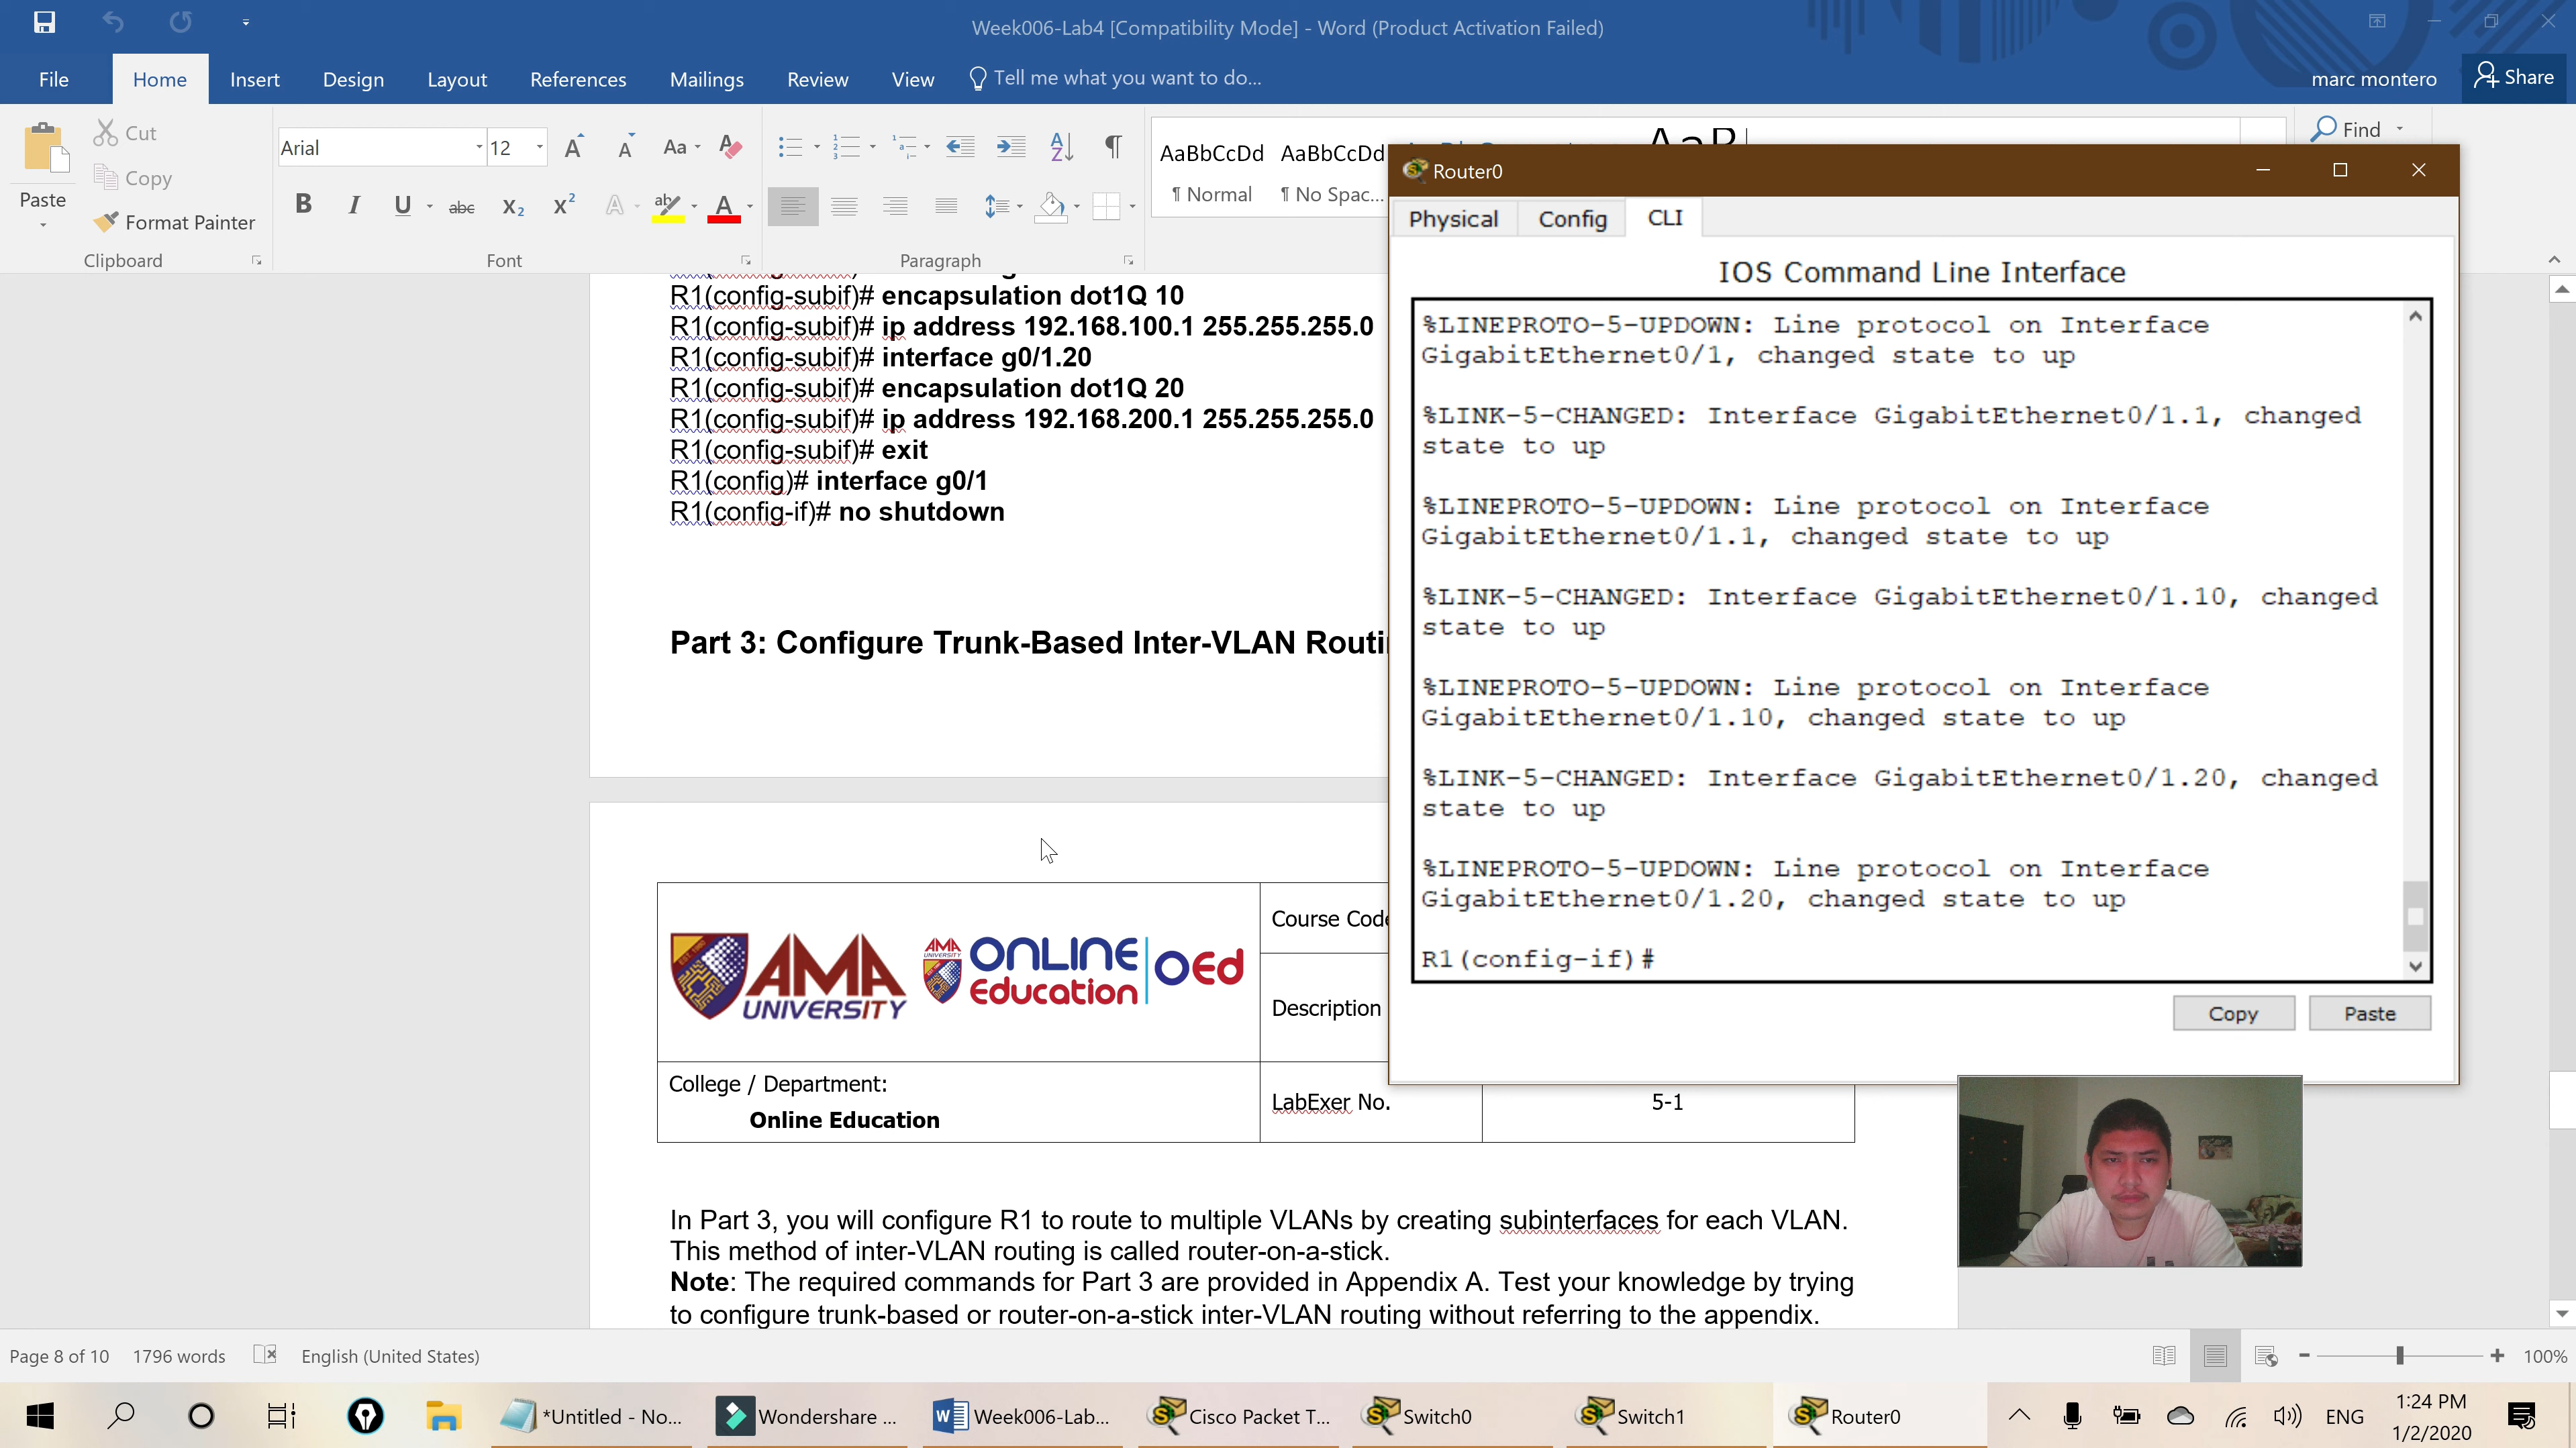 Week006-Lab4 [Compatibility Mode] - Word (Product Activation Failed)
File Home Insert Design Layout References Mailings Review View Tell me what you want to do... marc montero Share
Cut
Copy
Format Painter
Paste
Clipboard
Arial 12
Font
Paragraph
AaBbCcDd AaBbCcDd
¶ Normal ¶ No Spac...
Find
R1(config-subif)# encapsulation dot1Q 10
R1(config-subif)# ip address 192.168.100.1 255.255.255.0
R1(config-subif)# interface g0/1.20
R1(config-subif)# encapsulation dot1Q 20
R1(config-subif)# ip address 192.168.200.1 255.255.255.0
R1(config-subif)# exit
R1(config)# interface g0/1
R1(config-if)# no shutdown
Part 3: Configure Trunk-Based Inter-VLAN
AMA UNIVERSITY
AMA UNIVERSITY ONLINE Education OEd
Course Code
Description
College / Department:
Online Education
LabExer No. 5-1
In Part 3, you will configure R1 to route to multiple VLANs by creating subinterfaces for each VLAN.
This method of inter-VLAN routing is called router-on-a-stick.
Note: The required commands for Part 3 are provided in Appendix A. Test your knowledge by trying
to configure trunk-based or router-on-a-stick inter-VLAN routing without referring to the appendix.
Router0
Physical Config CLI
IOS Command Line Interface
%LINEPROTO-5-UPDOWN: Line protocol on Interface
GigabitEthernet0/1, changed state to up
%LINK-5-CHANGED: Interface GigabitEthernet0/1.1, changed
state to up
%LINEPROTO-5-UPDOWN: Line protocol on Interface
GigabitEthernet0/1.1, changed state to up
%LINK-5-CHANGED: Interface GigabitEthernet0/1.10, changed
state to up
%LINEPROTO-5-UPDOWN: Line protocol on Interface
GigabitEthernet0/1.10, changed state to up
%LINK-5-CHANGED: Interface GigabitEthernet0/1.20, changed
state to up
%LINEPROTO-5-UPDOWN: Line protocol on Interface
GigabitEthernet0/1.20, changed state to up
R1(config-if)#
Copy Paste
Page 8 of 10 1796 words English (United States) 100%
*Untitled - No... Wondershare ... Week006-Lab... Cisco Packet T... Switch0 Switch1 Router0 ENG 1:24 PM
1/2/2020